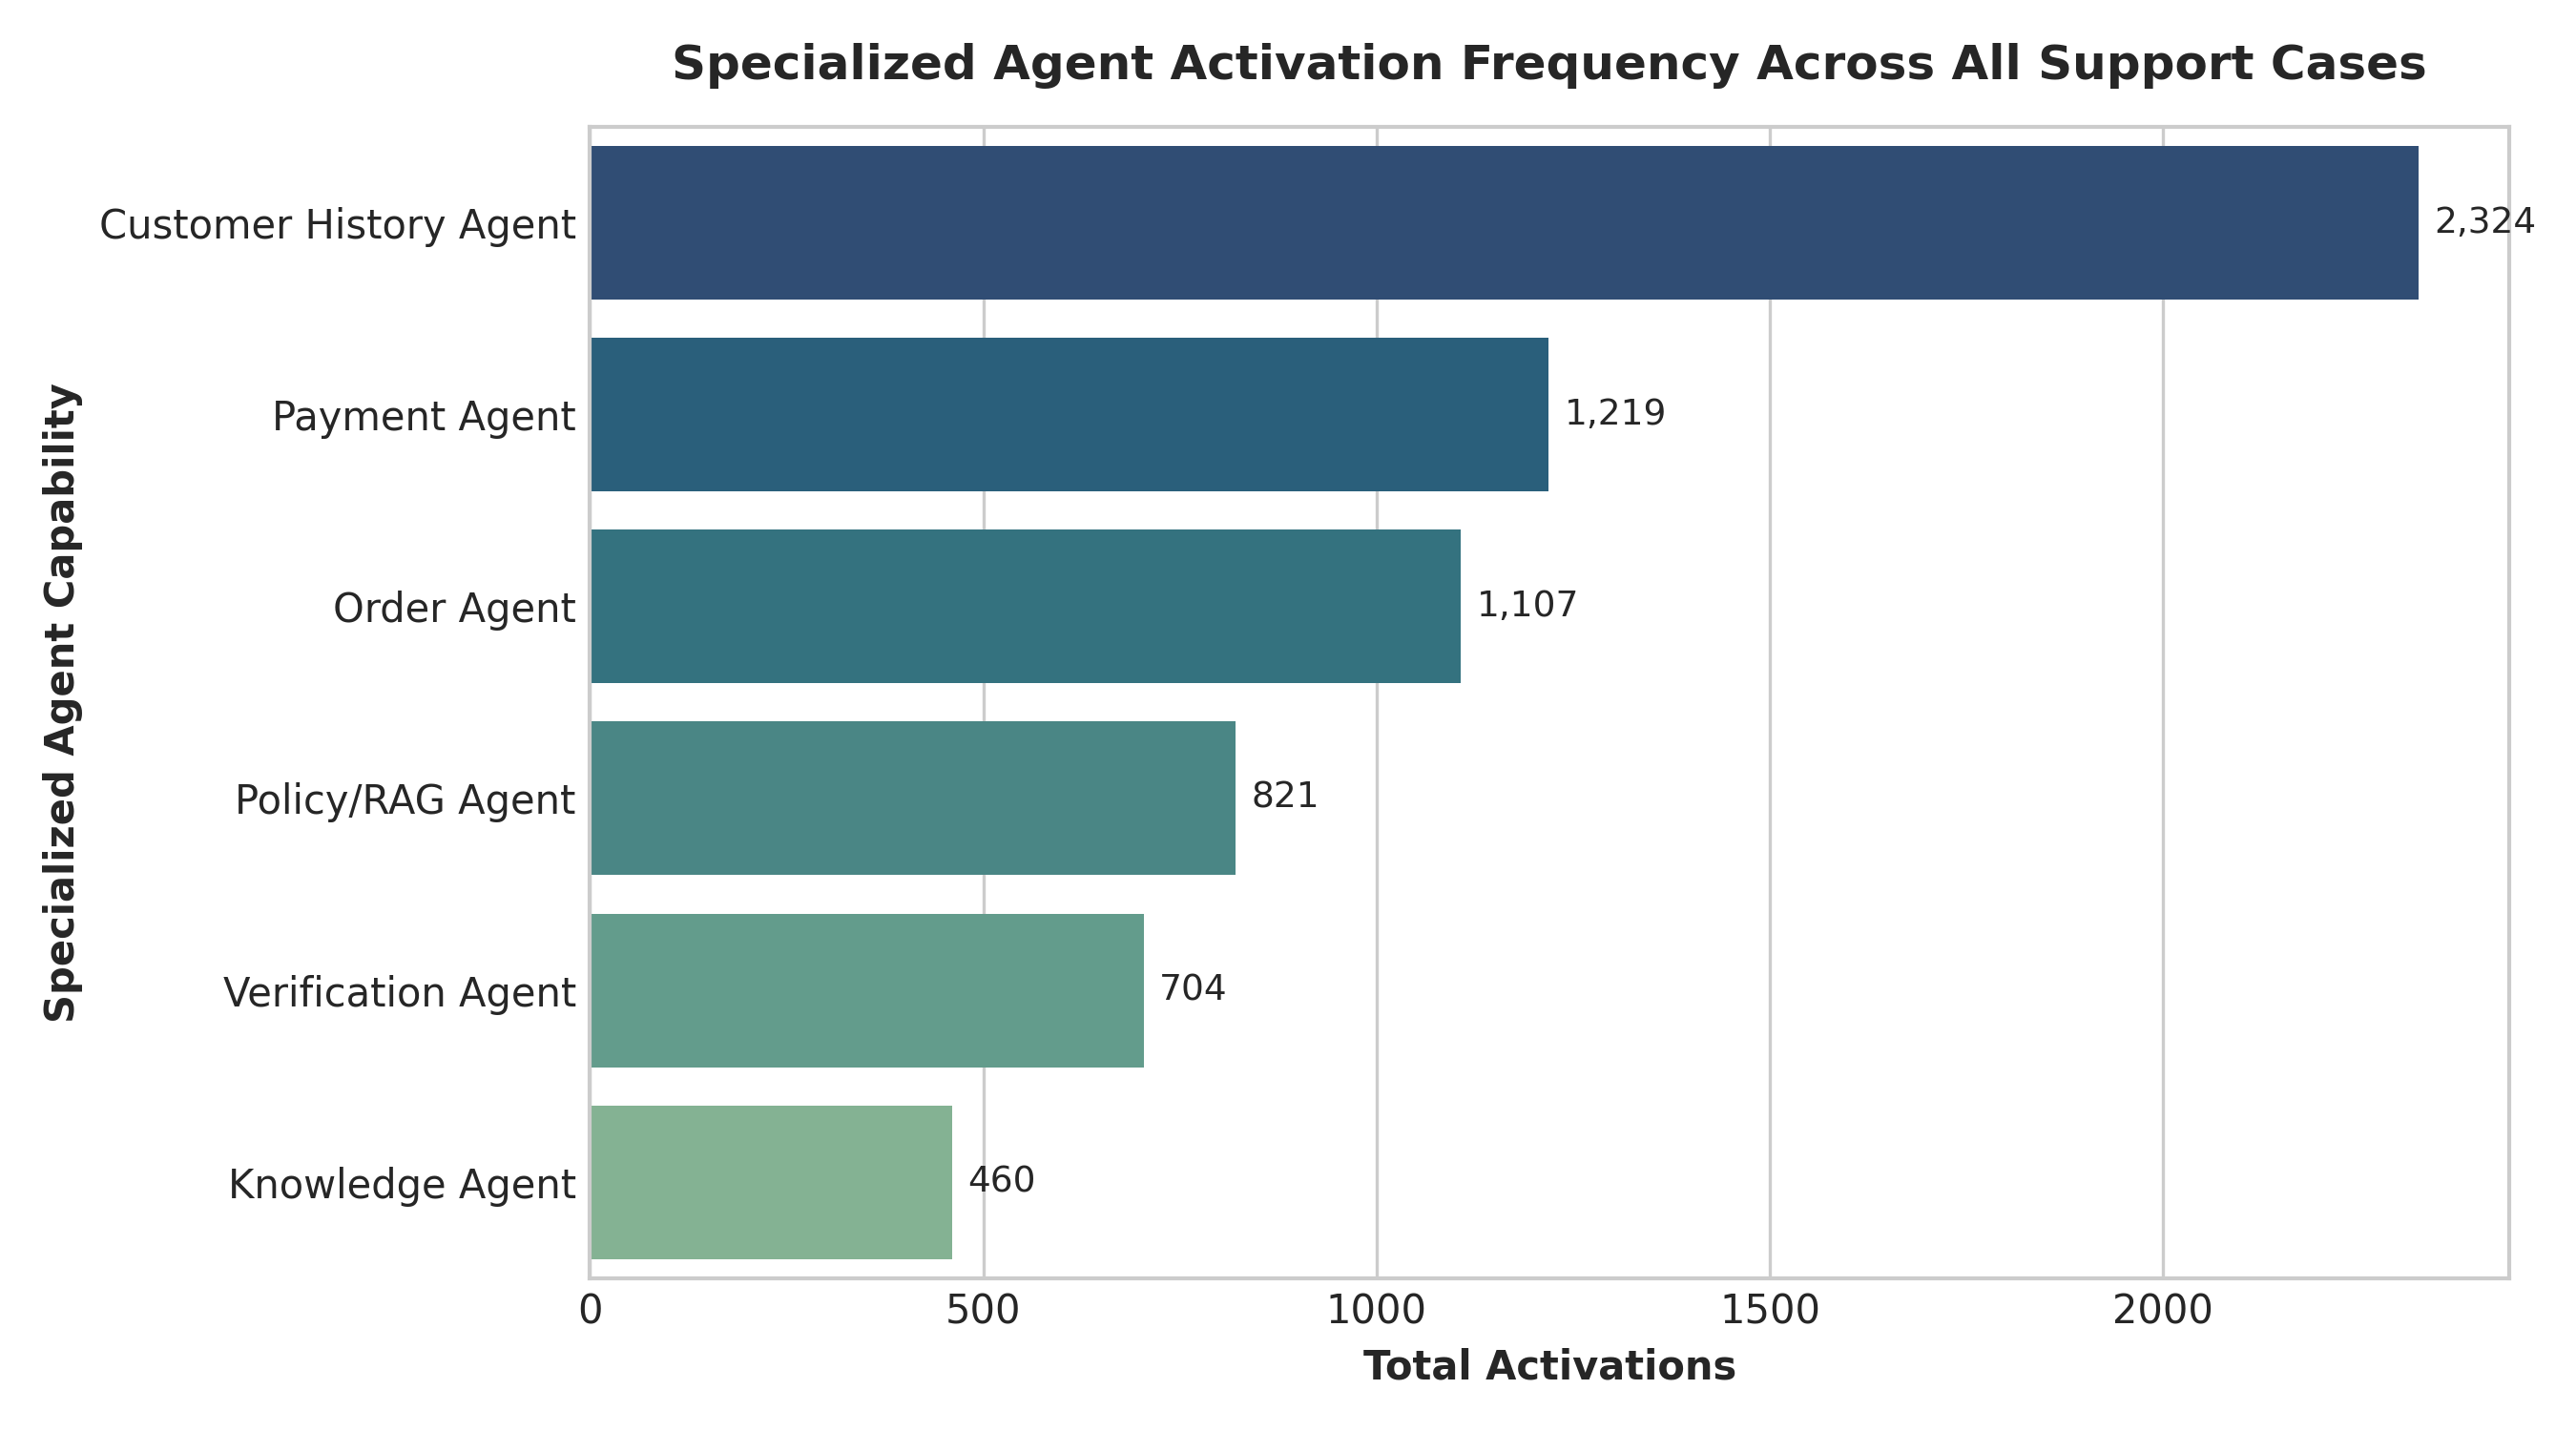 Specialized Agent Activation Frequency Across All Support Cases
Specialized Agent Capability
Customer History Agent
2,324
Payment Agent
1,219
Order Agent
1,107
Policy/RAG Agent
821
Verification Agent
704
Knowledge Agent
460
0 500 1000 1500 2000
Total Activations